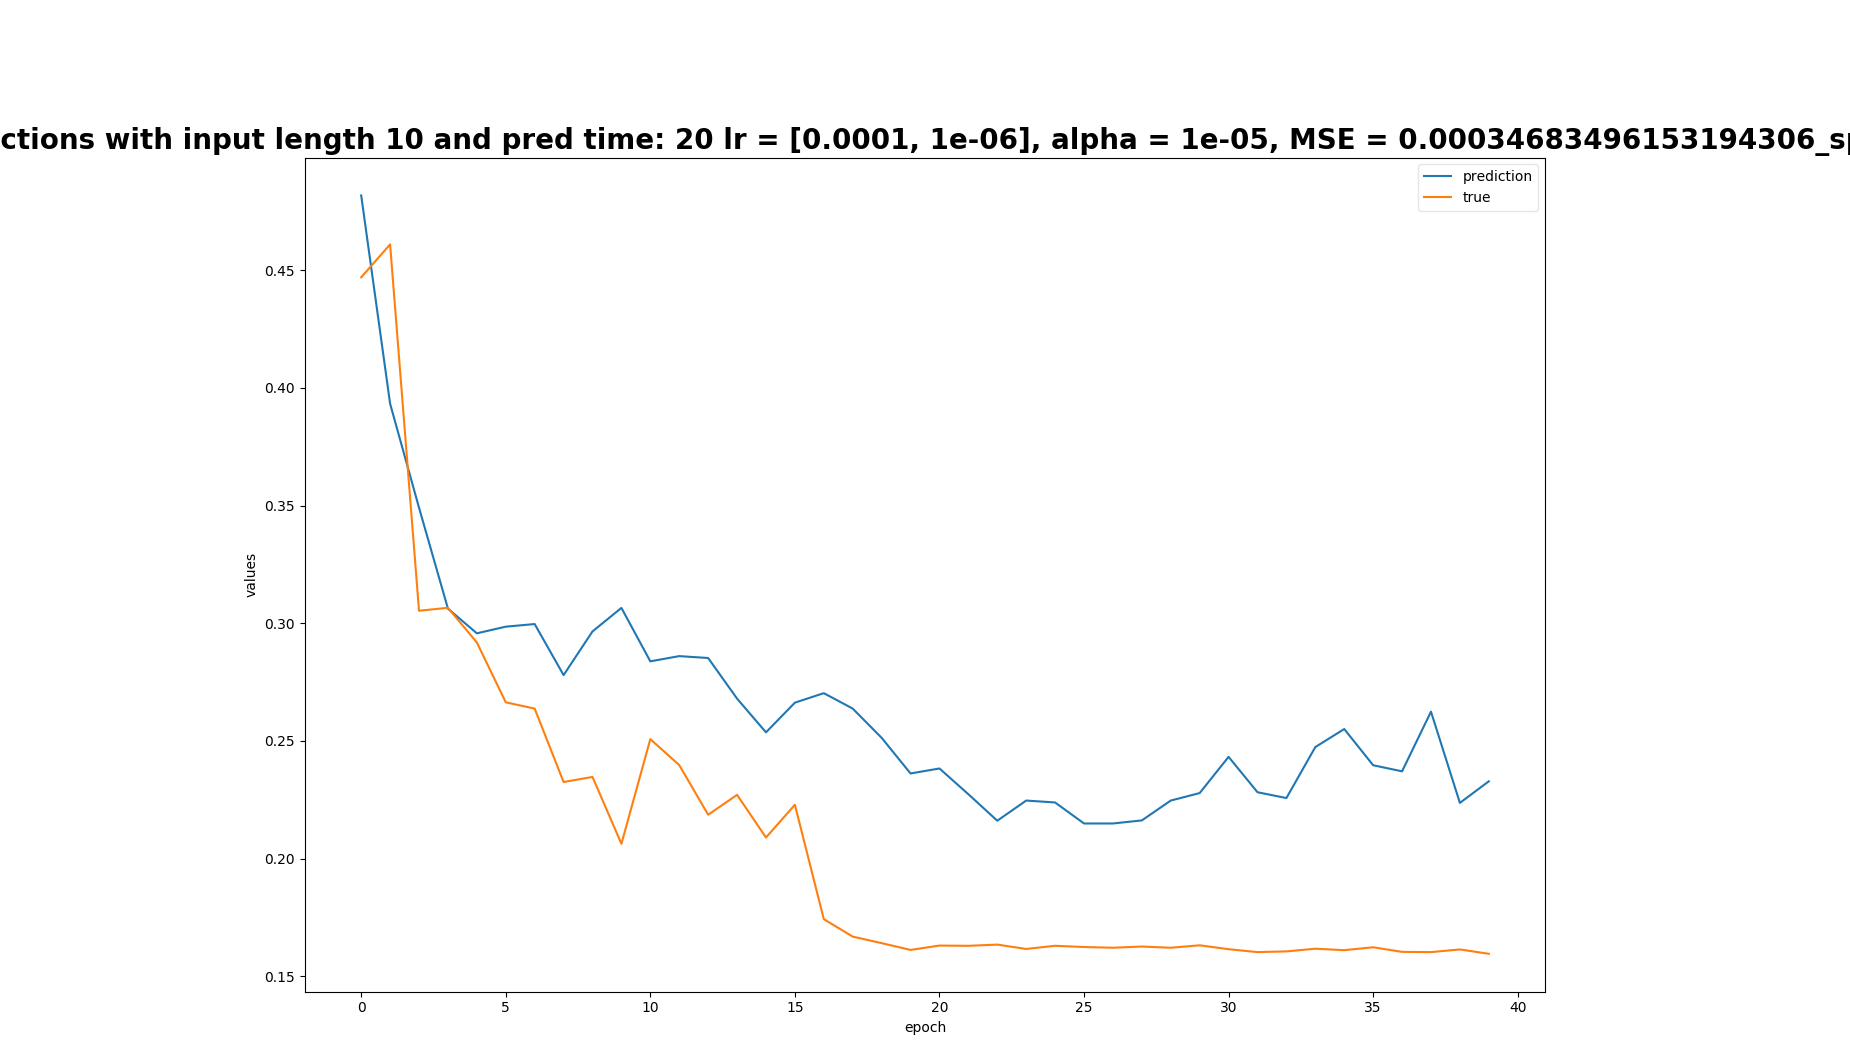 ctions with input length 10 and pred time: 20 lr = [0.0001, 1e-06], alpha = 1e-05, MSE = 0.00034683496153194306_sp
prediction
true
0.45
0.40
0.35
0.30
0.25
0.20
0.15
values
0 5 10 15 20 25 30 35 40
epoch